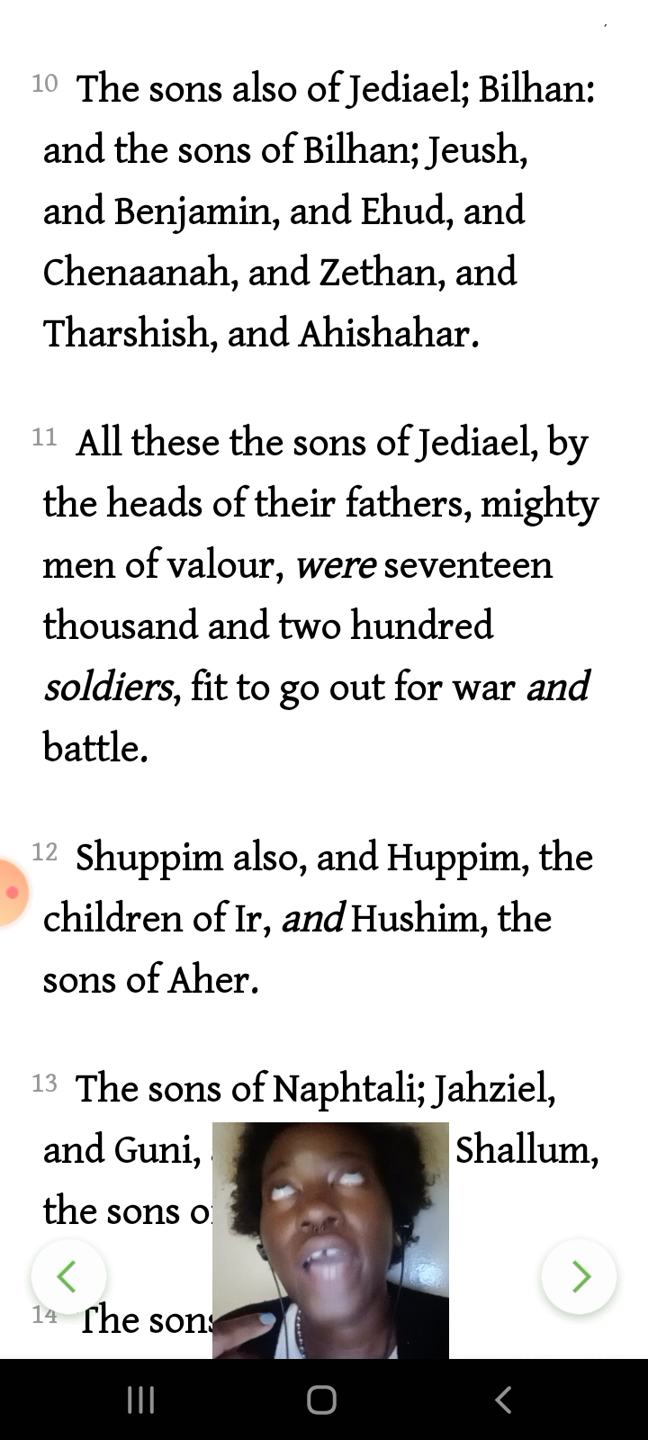 10 The sons also of Jediael; Bilhan:
and the sons of Bilhan; Jeush,
and Benjamin, and Ehud, and
Chenaanah, and Zethan, and
Tharshish, and Ahishahar.
11 All these the sons of Jediael, by
the heads of their fathers, mighty
men of valour, were seventeen
thousand and two hundred
soldiers, fit to go out for war and
battle.
12 Shuppim also, and Huppim, the
children of Ir, and Hushim, the
sons of Aher.
13 The sons of Naphtali; Jahziel,
and Guni, Shallum,
the sons
14 The sons